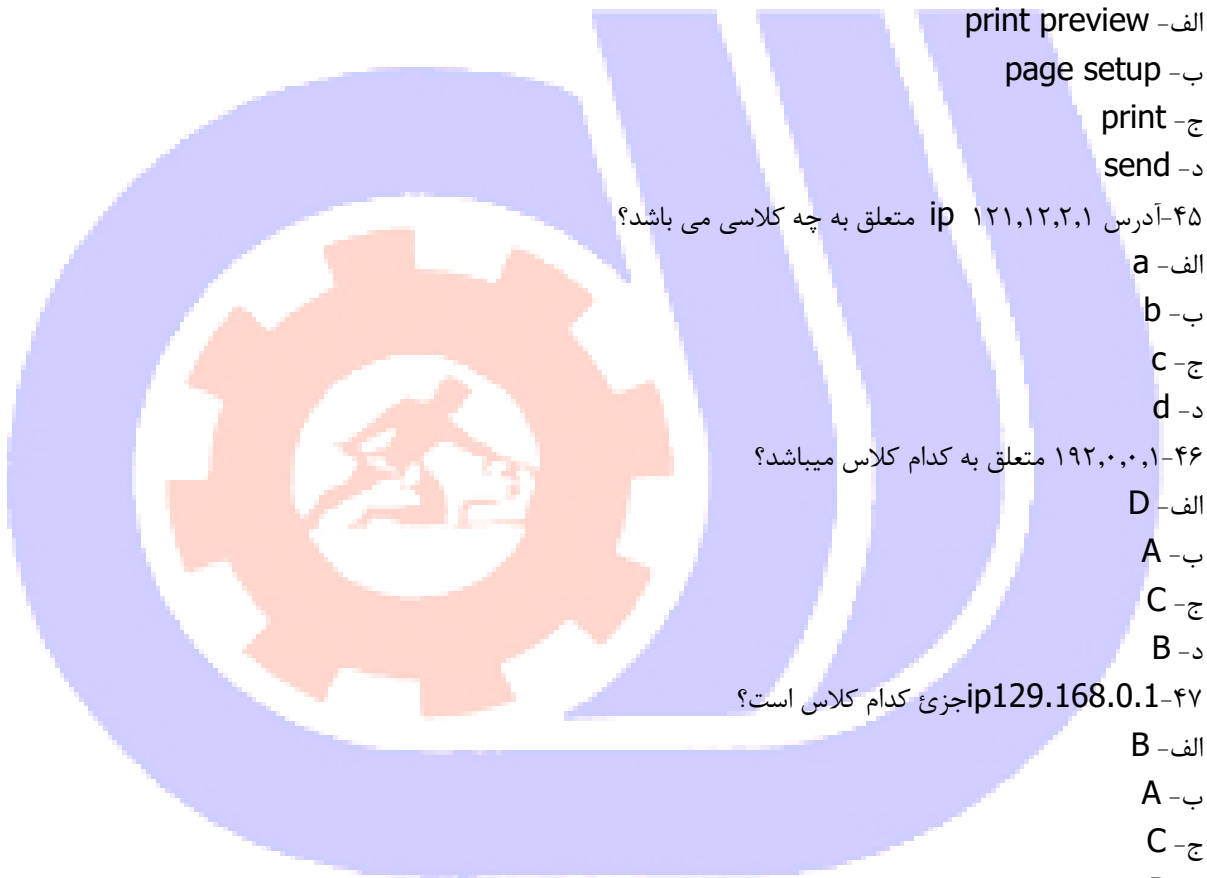 الف- print preview
ب- page setup
ج- print
د- send
۴۵-آدرس ip ۱۲۱,۱۲,۲,۱ متعلق به چه کلاسی می باشد؟
الف- a
ب- b
ج- c
د- d
۴۶-۱۹۲,۰,۰,۱ متعلق به کدام کلاس میباشد؟
الف- D
ب- A
ج- C
د- B
۴۷-ip129.168.0.1جزئ کدام کلاس است؟
الف- B
ب- A
ج- C